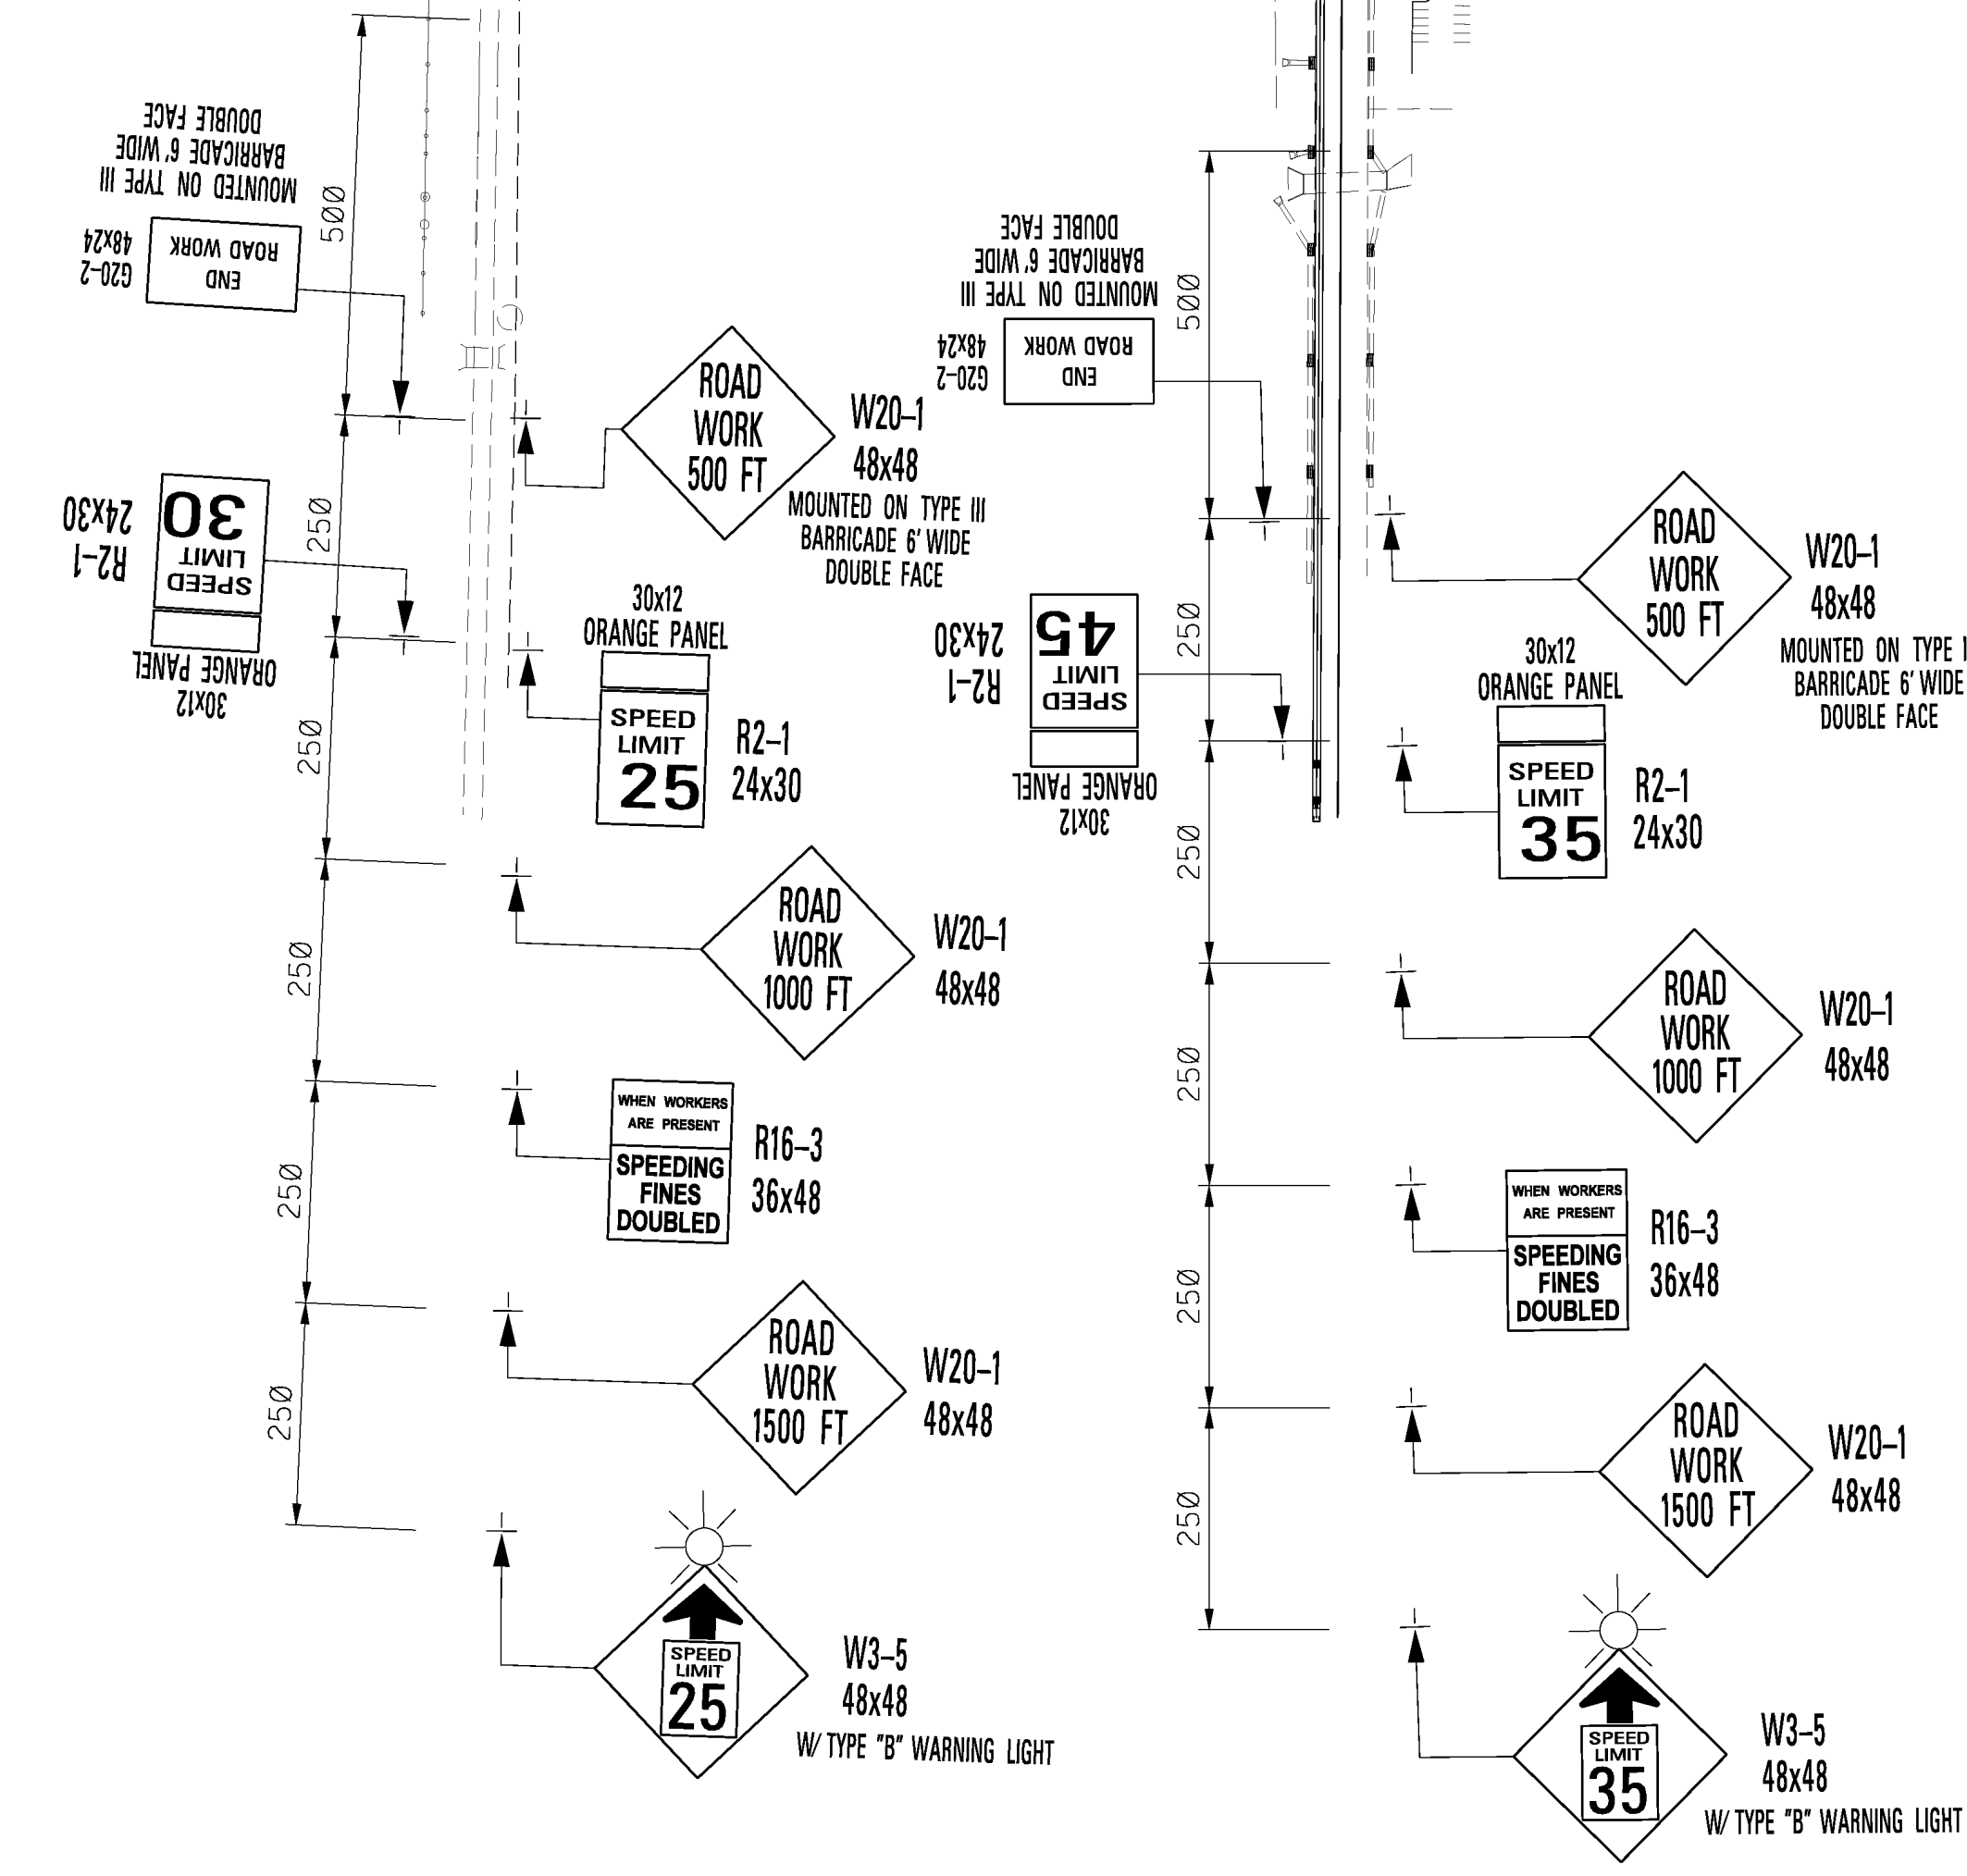 500
DOUBLE FACE
BARRICADE 6' WIDE
MOUNTED ON TYPE III
G20-2
48x24
END
ROAD WORK
ROAD
WORK
500 FT
W20-1
48x48
MOUNTED ON TYPE III
BARRICADE 6' WIDE
DOUBLE FACE
250
30x12
ORANGE PANEL
SPEED
LIMIT
30
R2-1
24x30
250
30x12
ORANGE PANEL
SPEED
LIMIT
25
R2-1
24x30
250
ROAD
WORK
1000 FT
W20-1
48x48
250
WHEN WORKERS
ARE PRESENT
SPEEDING
FINES
DOUBLED
R16-3
36x48
250
ROAD
WORK
1500 FT
W20-1
48x48
SPEED
LIMIT
25
W3-5
48x48
W/ TYPE "B" WARNING LIGHT
500
MOUNTED ON TYPE III
BARRICADE 6' WIDE
DOUBLE FACE
G20-2
48x24
END
ROAD WORK
ROAD
WORK
500 FT
W20-1
48x48
MOUNTED ON TYPE I
BARRICADE 6' WIDE
DOUBLE FACE
250
30x12
ORANGE PANEL
SPEED
LIMIT
45
R2-1
24x30
250
30x12
ORANGE PANEL
SPEED
LIMIT
35
R2-1
24x30
250
ROAD
WORK
1000 FT
W20-1
48x48
250
WHEN WORKERS
ARE PRESENT
SPEEDING
FINES
DOUBLED
R16-3
36x48
250
ROAD
WORK
1500 FT
W20-1
48x48
SPEED
LIMIT
35
W3-5
48x48
W/ TYPE "B" WARNING LIGHT